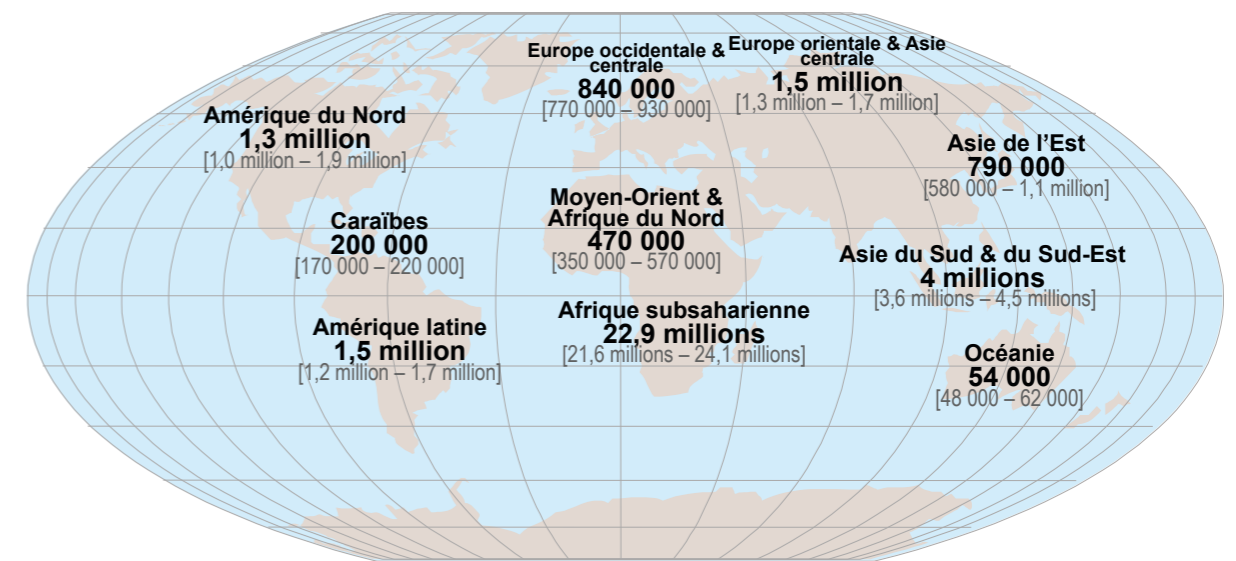 Europe occidentale &
centrale
840 000
[770 000 – 930 000]
Europe orientale & Asie
centrale
1,5 million
[1,3 million – 1,7 million]
Amérique du Nord
1,3 million
[1,0 million – 1,9 million]
Asie de l’Est
790 000
[580 000 – 1,1 million]
Moyen-Orient &
Afrique du Nord
470 000
[350 000 – 570 000]
Caraïbes
200 000
[170 000 – 220 000]
Asie du Sud & du Sud-Est
4 millions
[3,6 millions – 4,5 millions]
Afrique subsaharienne
22,9 millions
[21,6 millions – 24,1 millions]
Amérique latine
1,5 million
[1,2 million – 1,7 million]
Océanie
54 000
[48 000 – 62 000]